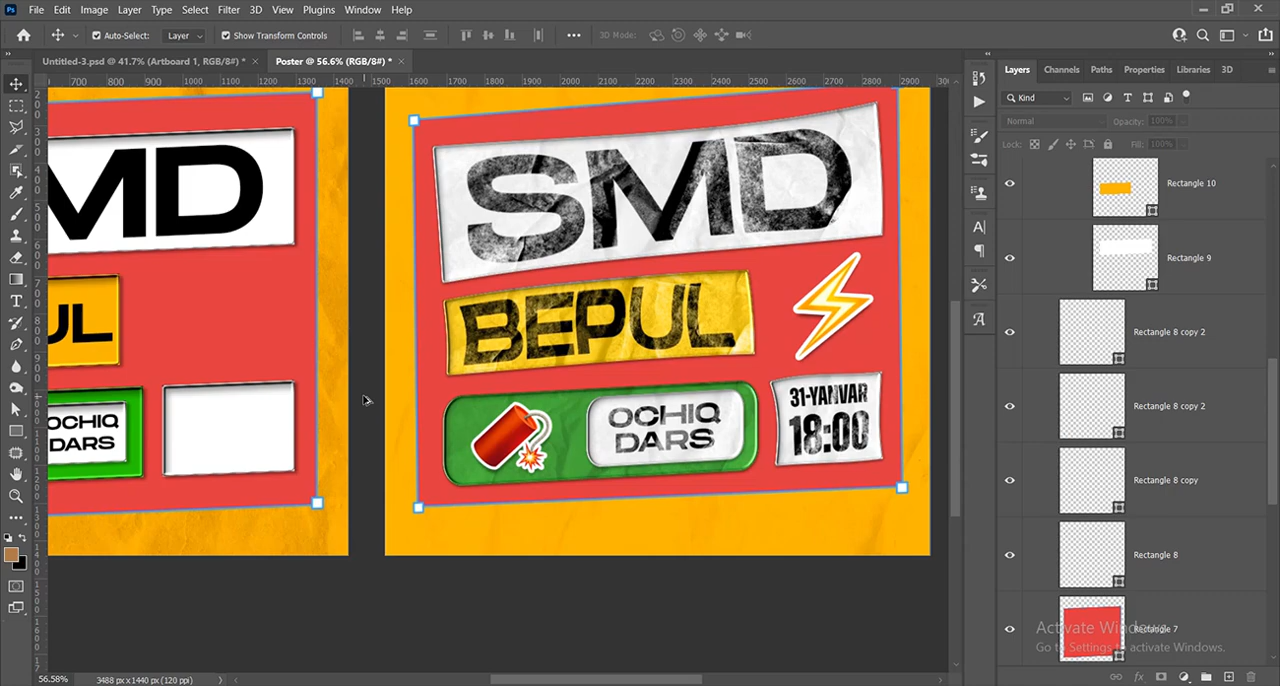 File Edit Image Layer Type Select Filter 3D View Plugins Window Help
Auto-Select: Layer Show Transform Controls 3D Mode:
Untitled-3.psd @ 41.7% (Artboard 1, RGB/8#) * Poster @ 56.6% (RGB/8#) *
700 800 900 1000 1100 1200 1300 1400 1500 1600 1700 1800 1900 2000 2100 2200 2300 2400 2500 2600 2700 2800 2900
Layers Channels Paths Properties Libraries 3D
Kind
Normal Opacity: 100%
Lock: Fill: 100%
MD
UL
OCHIQ
DARS
SMD
BEPUL
OCHIQ
DARS
31-YANVAR
18:00
Rectangle 10
Rectangle 9
Rectangle 8 copy 2
Rectangle 8 copy 2
Rectangle 8 copy
Rectangle 8
Rectangle 7
Activate Windows
Go to Settings to activate Windows.
56.58% 3488 px x 1440 px (120 ppi)